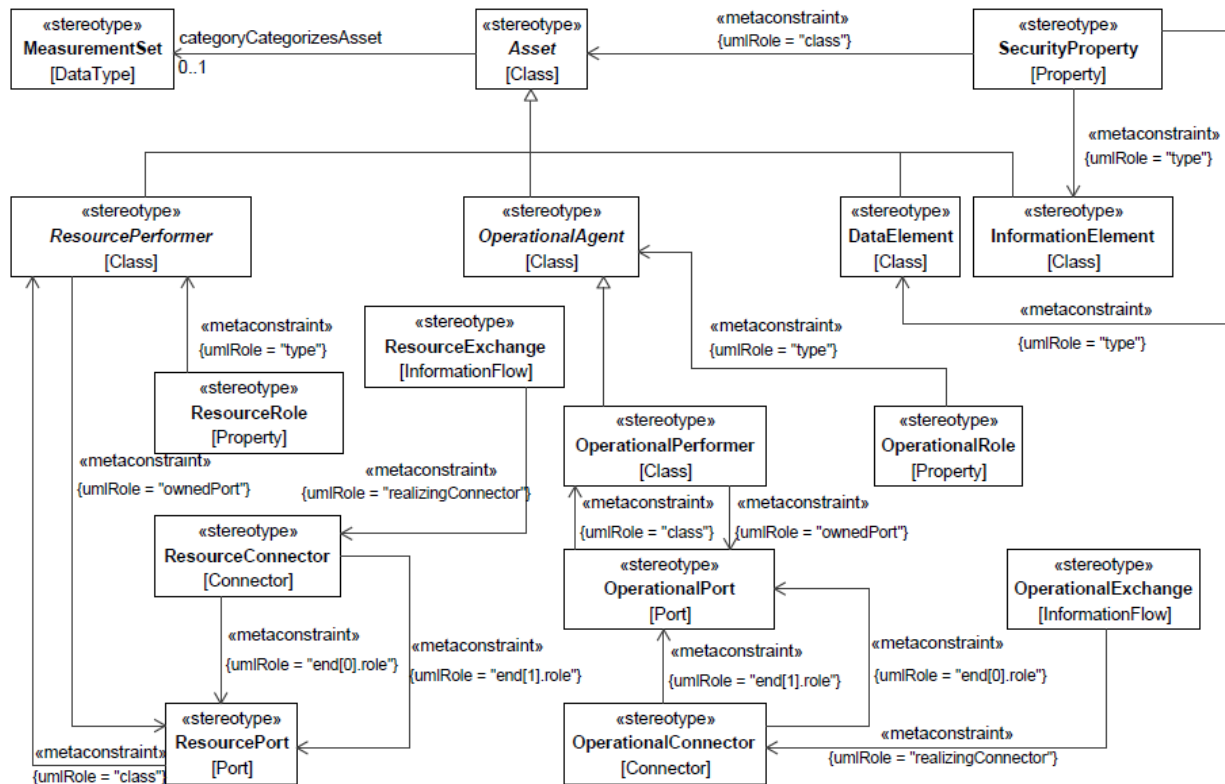 «stereotype»
MeasurementSet
[DataType]
categoryCategorizesAsset
0..1
«stereotype»
Asset
[Class]
«metaconstraint»
{umlRole = "class"}
«stereotype»
SecurityProperty
[Property]
«metaconstraint»
{umlRole = "type"}
«stereotype»
ResourcePerformer
[Class]
«stereotype»
OperationalAgent
[Class]
«stereotype»
DataElement
[Class]
«stereotype»
InformationElement
[Class]
«metaconstraint»
{umlRole = "type"}
«stereotype»
ResourceExchange
[InformationFlow]
«metaconstraint»
{umlRole = "type"}
«metaconstraint»
{umlRole = "type"}
«stereotype»
ResourceRole
[Property]
«stereotype»
OperationalPerformer
[Class]
«stereotype»
OperationalRole
[Property]
«metaconstraint»
{umlRole = "ownedPort"}
«metaconstraint»
{umlRole = "realizingConnector"}
«metaconstraint»
{umlRole = "class"}
«metaconstraint»
{umlRole = "ownedPort"}
«stereotype»
ResourceConnector
[Connector]
«stereotype»
OperationalPort
[Port]
«stereotype»
OperationalExchange
[InformationFlow]
«metaconstraint»
{umlRole = "end[0].role"}
«metaconstraint»
{umlRole = "end[1].role"}
«metaconstraint»
{umlRole = "end[1].role"}
«metaconstraint»
{umlRole = "end[0].role"}
«stereotype»
ResourcePort
[Port]
«metaconstraint»
{umlRole = "class"}
«stereotype»
OperationalConnector
[Connector]
«metaconstraint»
{umlRole = "realizingConnector"}